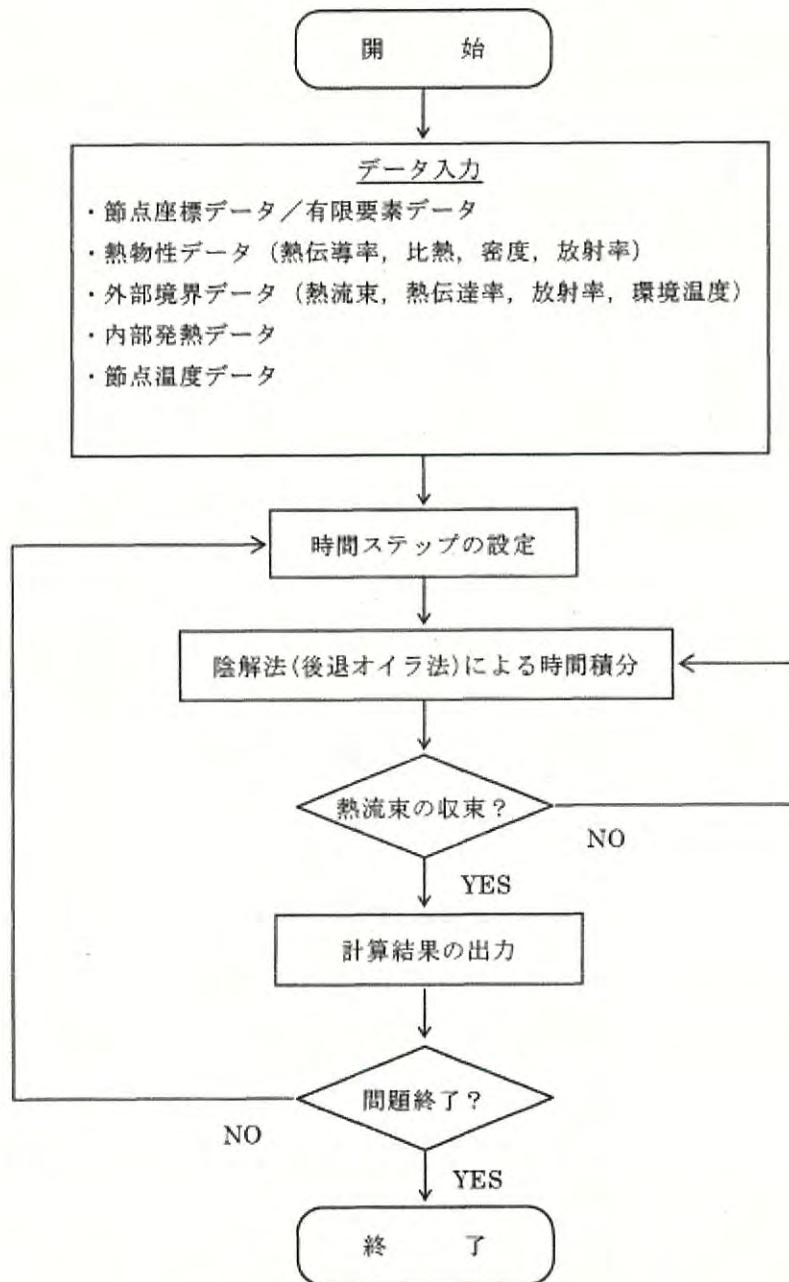 開 始
データ入力
・節点座標データ／有限要素データ
・熱物性データ（熱伝導率，比熱，密度，放射率）
・外部境界データ（熱流束，熱伝達率，放射率，環境温度）
・内部発熱データ
・節点温度データ
時間ステップの設定
陰解法(後退オイラ法)による時間積分
熱流束の収束？
NO
YES
計算結果の出力
問題終了？
NO
YES
終 了